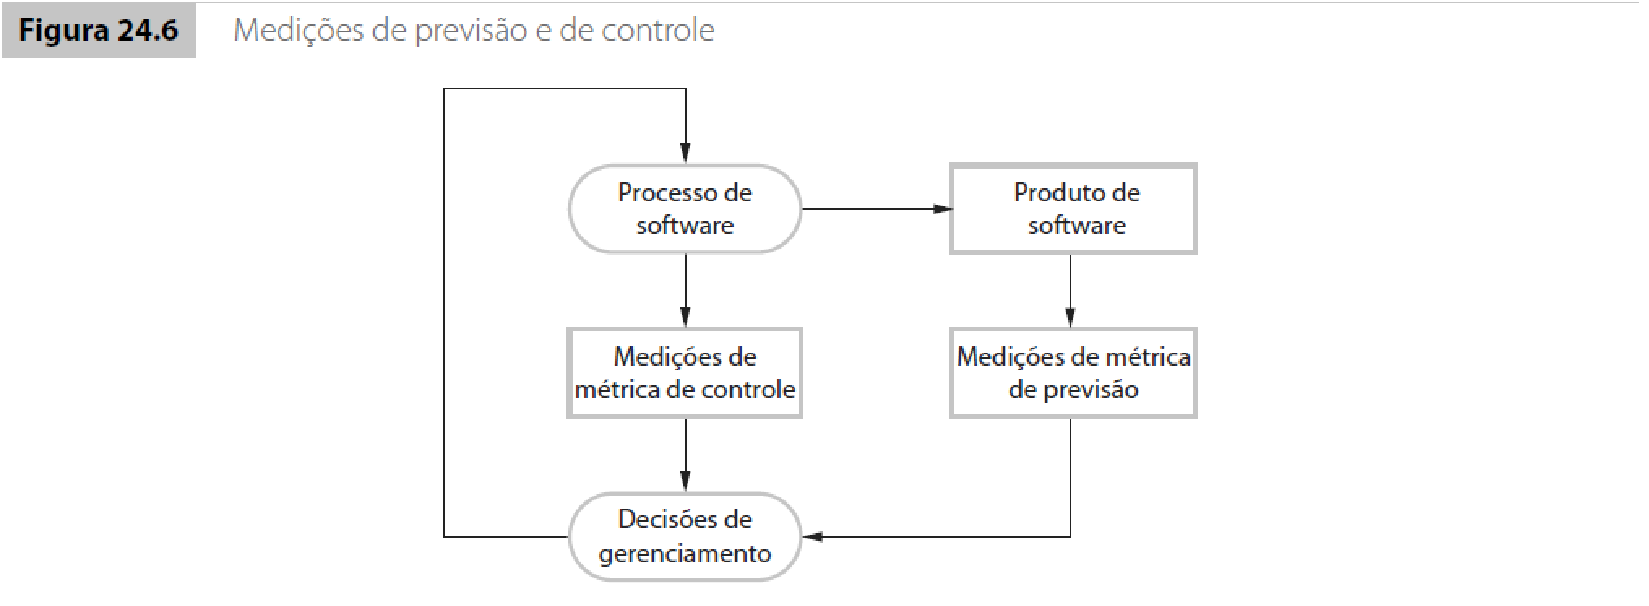 Figura 24.6 Medições de previsão e de controle
Processo de
software
Produto de
software
Medições de
métrica de controle
Medições de métrica
de previsão
Decisões de
gerenciamento